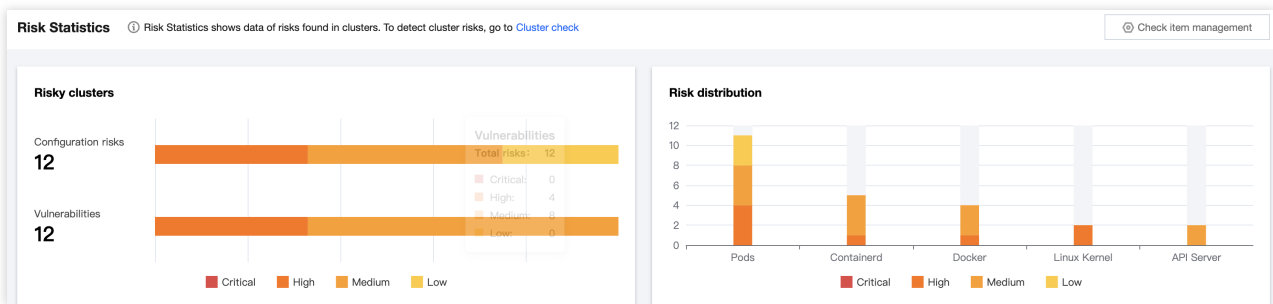 Risk Statistics
Risk Statistics shows data of risks found in clusters. To detect cluster risks, go to Cluster check
Check item management
Risky clusters
Configuration risks
12
Vulnerabilities
12
Vulnerabilities
Total risks: 12
Critical: 0
High: 4
Medium: 8
Low: 0
Critical High Medium Low
Risk distribution
12
10
8
6
4
2
0
Pods Containerd Docker Linux Kernel API Server
Critical High Medium Low